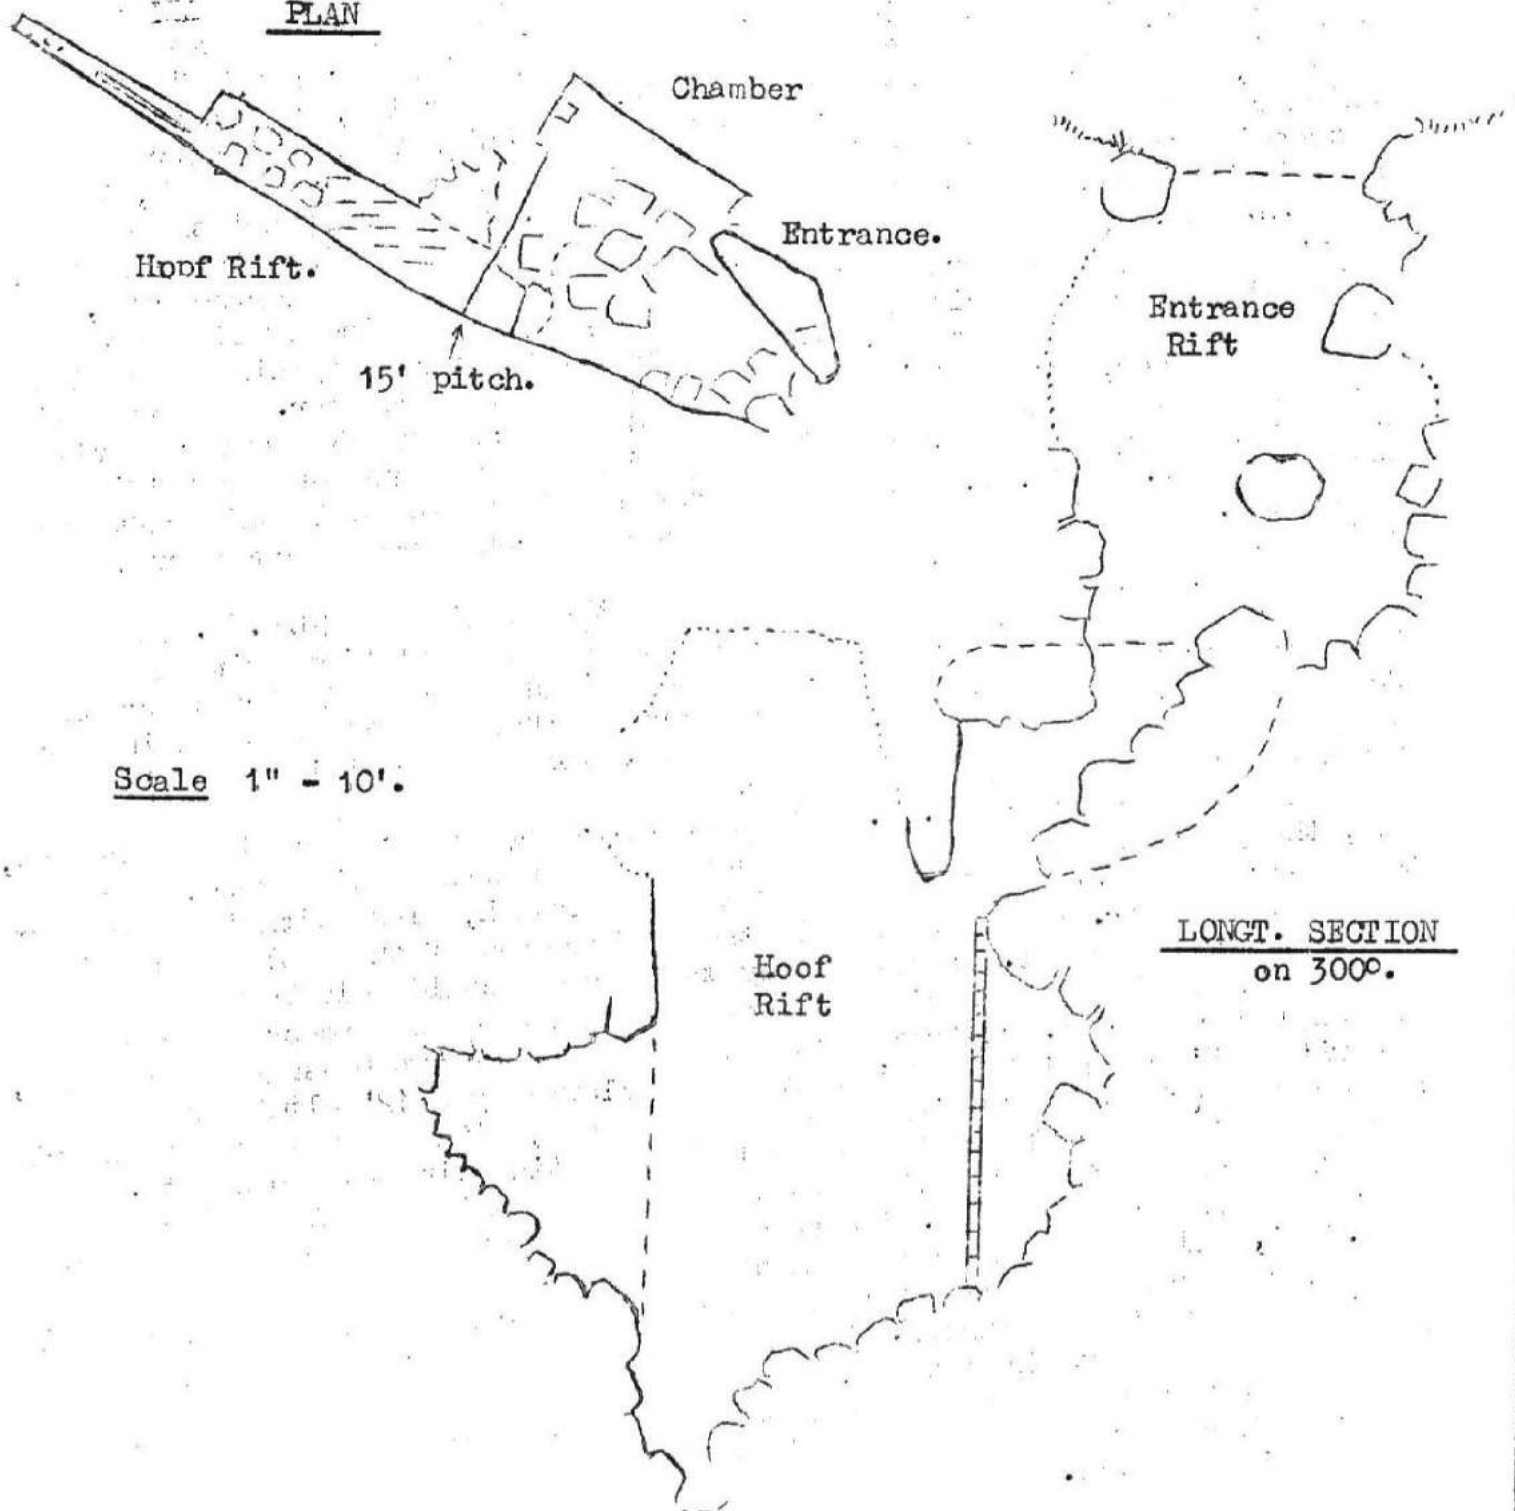 PLAN
Chamber
Entrance.
Hoof Rift.
15' pitch.
Entrance
Rift
Scale 1" - 10'.
Hoof
Rift
LONGT. SECTION
on 300°.